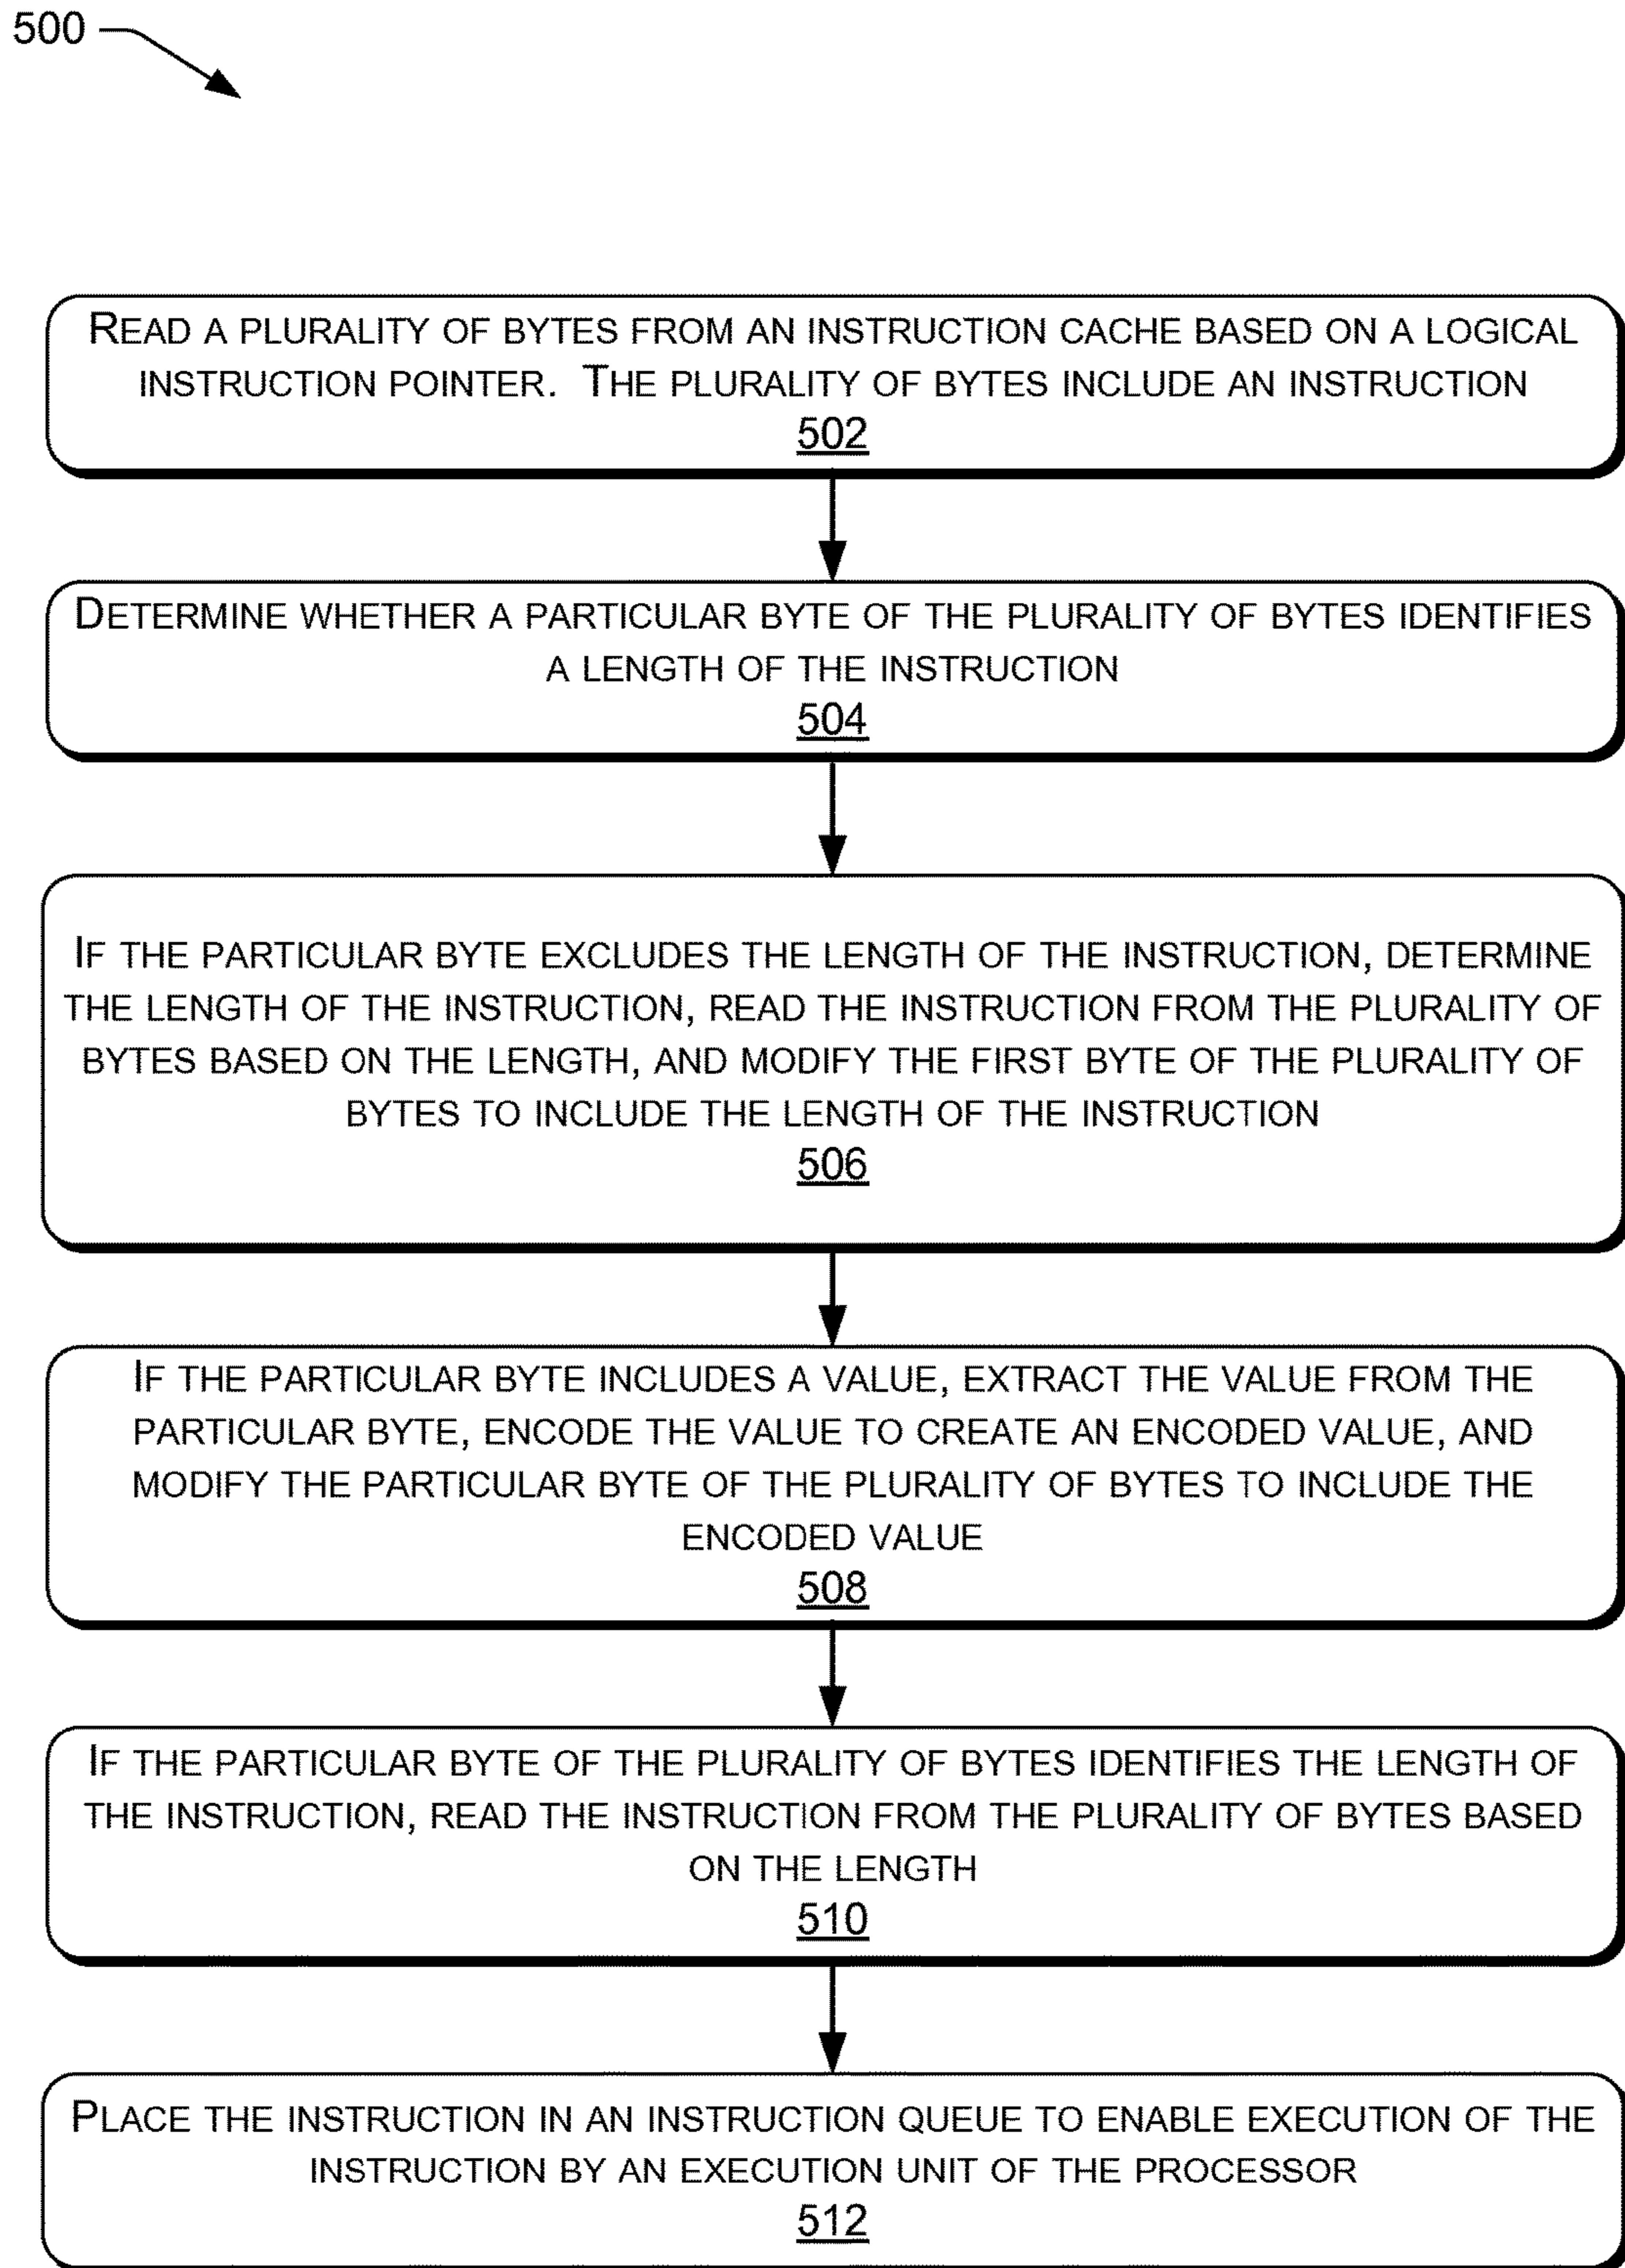 500
READ A PLURALITY OF BYTES FROM AN INSTRUCTION CACHE BASED ON A LOGICAL
INSTRUCTION POINTER. THE PLURALITY OF BYTES INCLUDE AN INSTRUCTION
502
DETERMINE WHETHER A PARTICULAR BYTE OF THE PLURALITY OF BYTES IDENTIFIES
A LENGTH OF THE INSTRUCTION
504
IF THE PARTICULAR BYTE EXCLUDES THE LENGTH OF THE INSTRUCTION, DETERMINE
THE LENGTH OF THE INSTRUCTION, READ THE INSTRUCTION FROM THE PLURALITY OF
BYTES BASED ON THE LENGTH, AND MODIFY THE FIRST BYTE OF THE PLURALITY OF
BYTES TO INCLUDE THE LENGTH OF THE INSTRUCTION
506
IF THE PARTICULAR BYTE INCLUDES A VALUE, EXTRACT THE VALUE FROM THE
PARTICULAR BYTE, ENCODE THE VALUE TO CREATE AN ENCODED VALUE, AND
MODIFY THE PARTICULAR BYTE OF THE PLURALITY OF BYTES TO INCLUDE THE
ENCODED VALUE
508
IF THE PARTICULAR BYTE OF THE PLURALITY OF BYTES IDENTIFIES THE LENGTH OF
THE INSTRUCTION, READ THE INSTRUCTION FROM THE PLURALITY OF BYTES BASED
ON THE LENGTH
510
PLACE THE INSTRUCTION IN AN INSTRUCTION QUEUE TO ENABLE EXECUTION OF THE
INSTRUCTION BY AN EXECUTION UNIT OF THE PROCESSOR
512